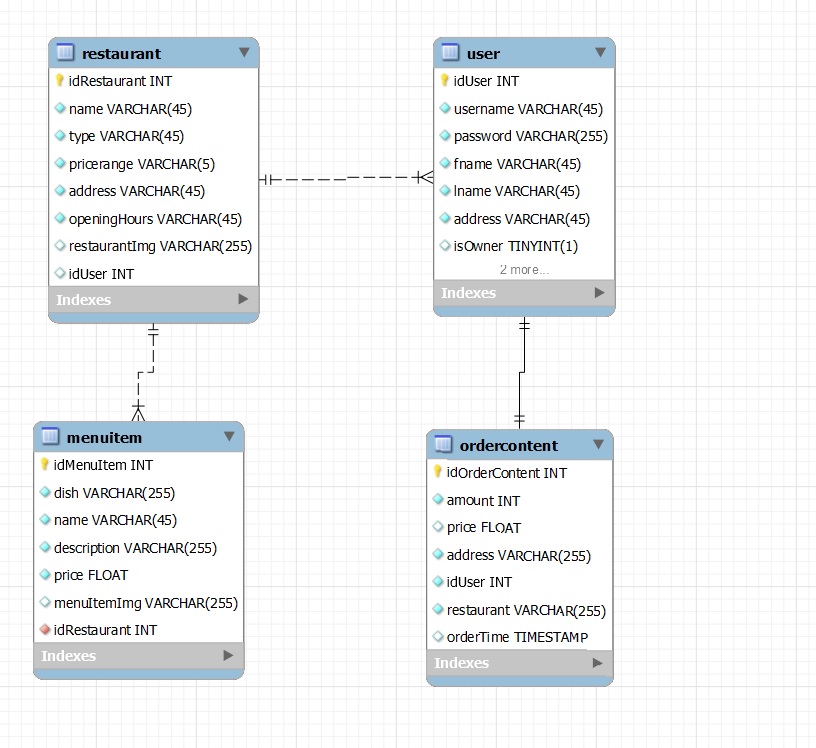 restaurant
idRestaurant INT
name VARCHAR(45)
type VARCHAR(45)
pricerange VARCHAR(5)
address VARCHAR(45)
openingHours VARCHAR(45)
restaurantImg VARCHAR(255)
idUser INT
Indexes
user
idUser INT
username VARCHAR(45)
password VARCHAR(255)
fname VARCHAR(45)
lname VARCHAR(45)
address VARCHAR(45)
isOwner TINYINT(1)
2 more...
Indexes
menuitem
idMenuItem INT
dish VARCHAR(255)
name VARCHAR(45)
description VARCHAR(255)
price FLOAT
menuItemImg VARCHAR(255)
idRestaurant INT
Indexes
ordercontent
idOrderContent INT
amount INT
price FLOAT
address VARCHAR(255)
idUser INT
restaurant VARCHAR(255)
orderTime TIMESTAMP
Indexes